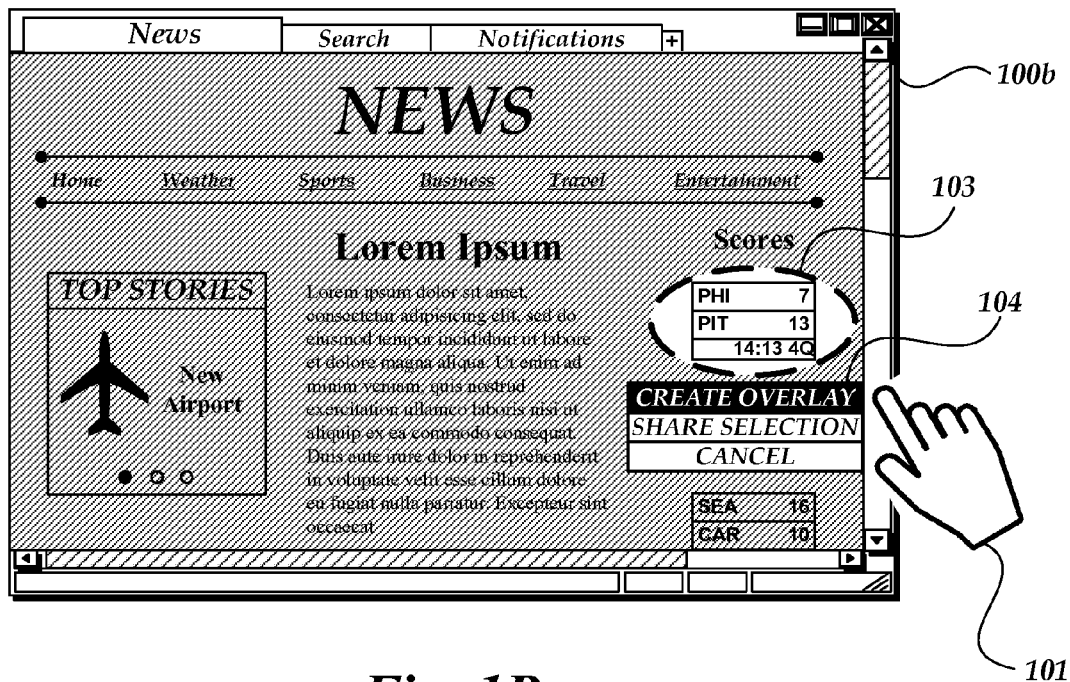 News Search Notifications +
100b
NEWS
Home Weather Sports Business Travel Entertainment
103
Lorem Ipsum
Scores
TOP STORIES
New
Airport
Lorem ipsum dolor sit amet,
consectetur adipisicing elit, sed do
eiusmod tempor incididunt ut labore
et dolore magna aliqua. Ut enim ad
minim veniam, quis nostrud
exercitation ullamco laboris nisi ut
aliquip ex ea commodo consequat.
Duis aute irure dolor in reprehenderit
in voluptate velit esse cillum dolore
eu fugiat nulla pariatur. Excepteur sint
occaecat
PHI 7
PIT 13
14:13 4Q
104
CREATE OVERLAY
SHARE SELECTION
CANCEL
SEA 16
CAR 10
101